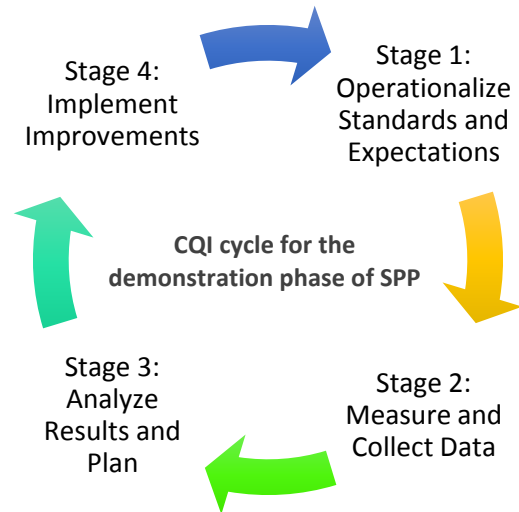 Stage 1:
Operationalize
Standards and
Expectations
Stage 2:
Measure and
Collect Data
Stage 3:
Analyze
Results and
Plan
Stage 4:
Implement
Improvements
CQI cycle for the
demonstration phase of SPP